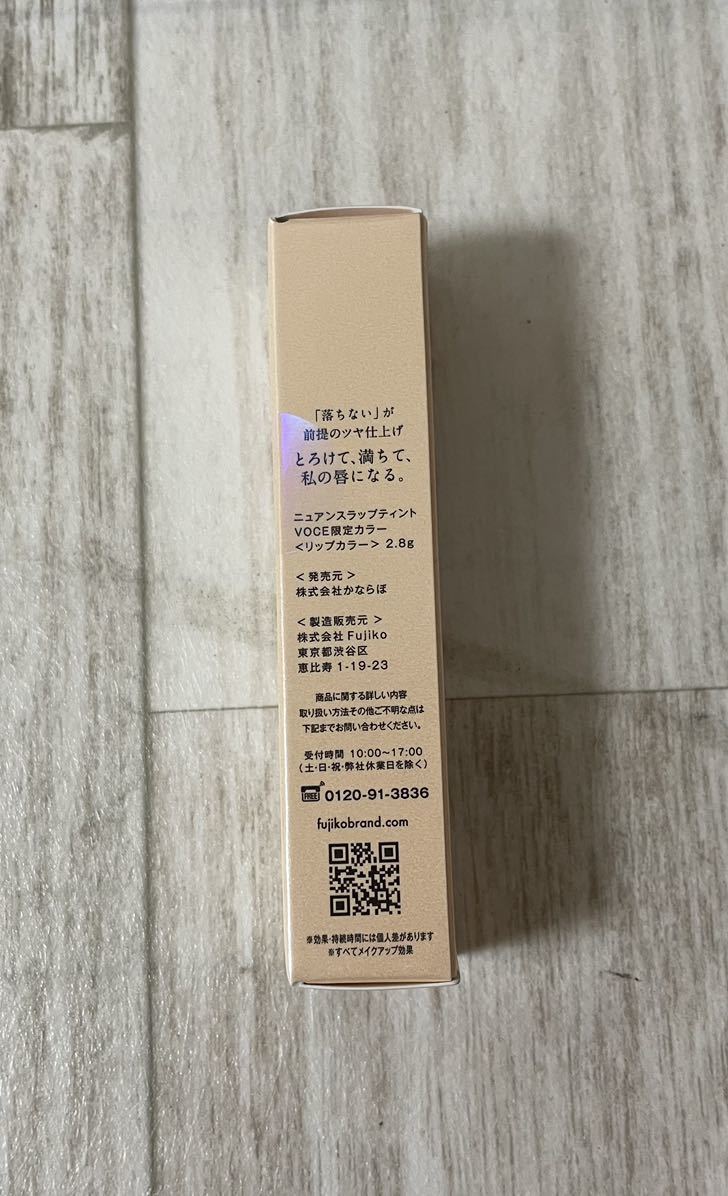 「落ちない」が
前提のツヤ仕上げ
とろけて、満ちて、
私の唇になる。
ニュアンスラップティント
VOCE限定カラー
＜リップカラー＞ 2.8g
＜発売元＞
株式会社かならぼ
＜製造販売元＞
株式会社Fujiko
東京都渋谷区
恵比寿 1-19-23
商品に関する詳しい内容
取り扱い方法その他ご不明な点は
下記までお問い合わせください。
受付時間 10:00〜17:00
(土・日・祝・弊社休業日を除く)
FREE 0120-91-3836
fujikobrand.com
※効果・持続時間には個人差があります
※すべてメイクアップ効果